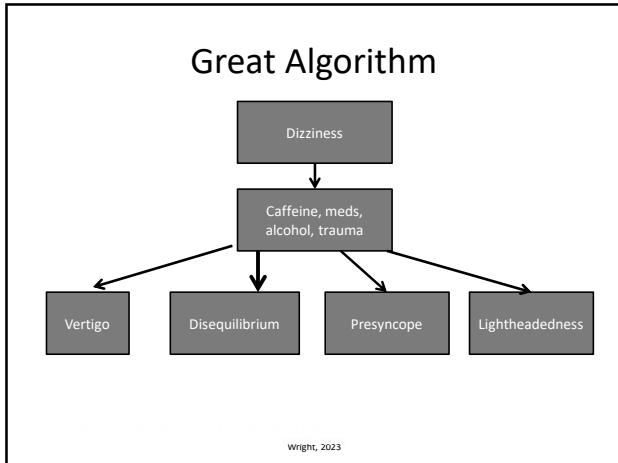 Great Algorithm
Dizziness
Caffeine, meds,
alcohol, trauma
Vertigo
Disequilibrium
Presyncope
Lightheadedness
Wright, 2023